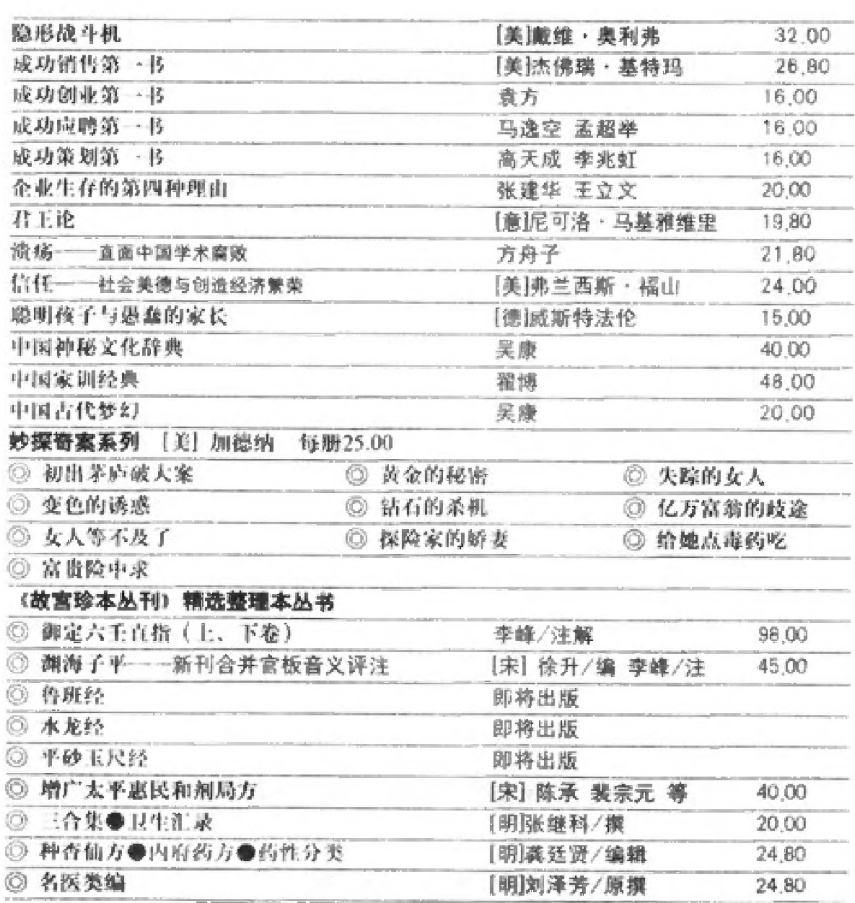 隐形战斗机 [美]戴维·奥利弗 32.00
成功销售第一书 [美]杰佛瑞·基特玛 26.80
成功创业第一书 袁方 16.00
成功应聘第一书 马逸空 孟超举 16.00
成功策划第一书 高天成 李兆虹 16.00
企业生存的第四种理由 张建华 王立文 20.00
君王论 [意]尼可洛·马基雅维里 19.80
溃疡——直面中国学术腐败 方舟子 21.80
信任——社会美德与创造经济繁荣 [美]弗兰西斯·福山 24.00
聪明孩子与愚蠢的家长 [德]威斯特法伦 15.00
中国神秘文化辞典 吴康 40.00
中国家训经典 翟博 48.00
中国古代梦幻 吴康 20.00
妙探奇案系列 [美] 加德纳 每册25.00
◎ 初出茅庐破大案 ◎ 黄金的秘密 ◎ 失踪的女人
◎ 变色的诱惑 ◎ 钻石的杀机 ◎ 亿万富翁的歧途
◎ 女人等不及了 ◎ 探险家的娇妻 ◎ 给她点毒药吃
◎ 富贵险中求
《故宫珍本丛刊》精选整理本丛书
◎ 御定六壬直指(上、下卷) 李峰/注解 98.00
◎ 渊海子平——新刊合并官板音义评注 [宋] 徐升/编 李峰/注 45.00
◎ 鲁班经 即将出版
◎ 水龙经 即将出版
◎ 平砂玉尺经 即将出版
◎ 增广太平惠民和剂局方 [宋] 陈承 裴宗元 等 40.00
◎ 三合集●卫生汇录 [明]张继科/撰 20.00
◎ 种杏仙方●内府药方●药性分类 [明]龚廷贤/编辑 24.80
◎ 名医类编 [明]刘泽芳/原撰 24.80